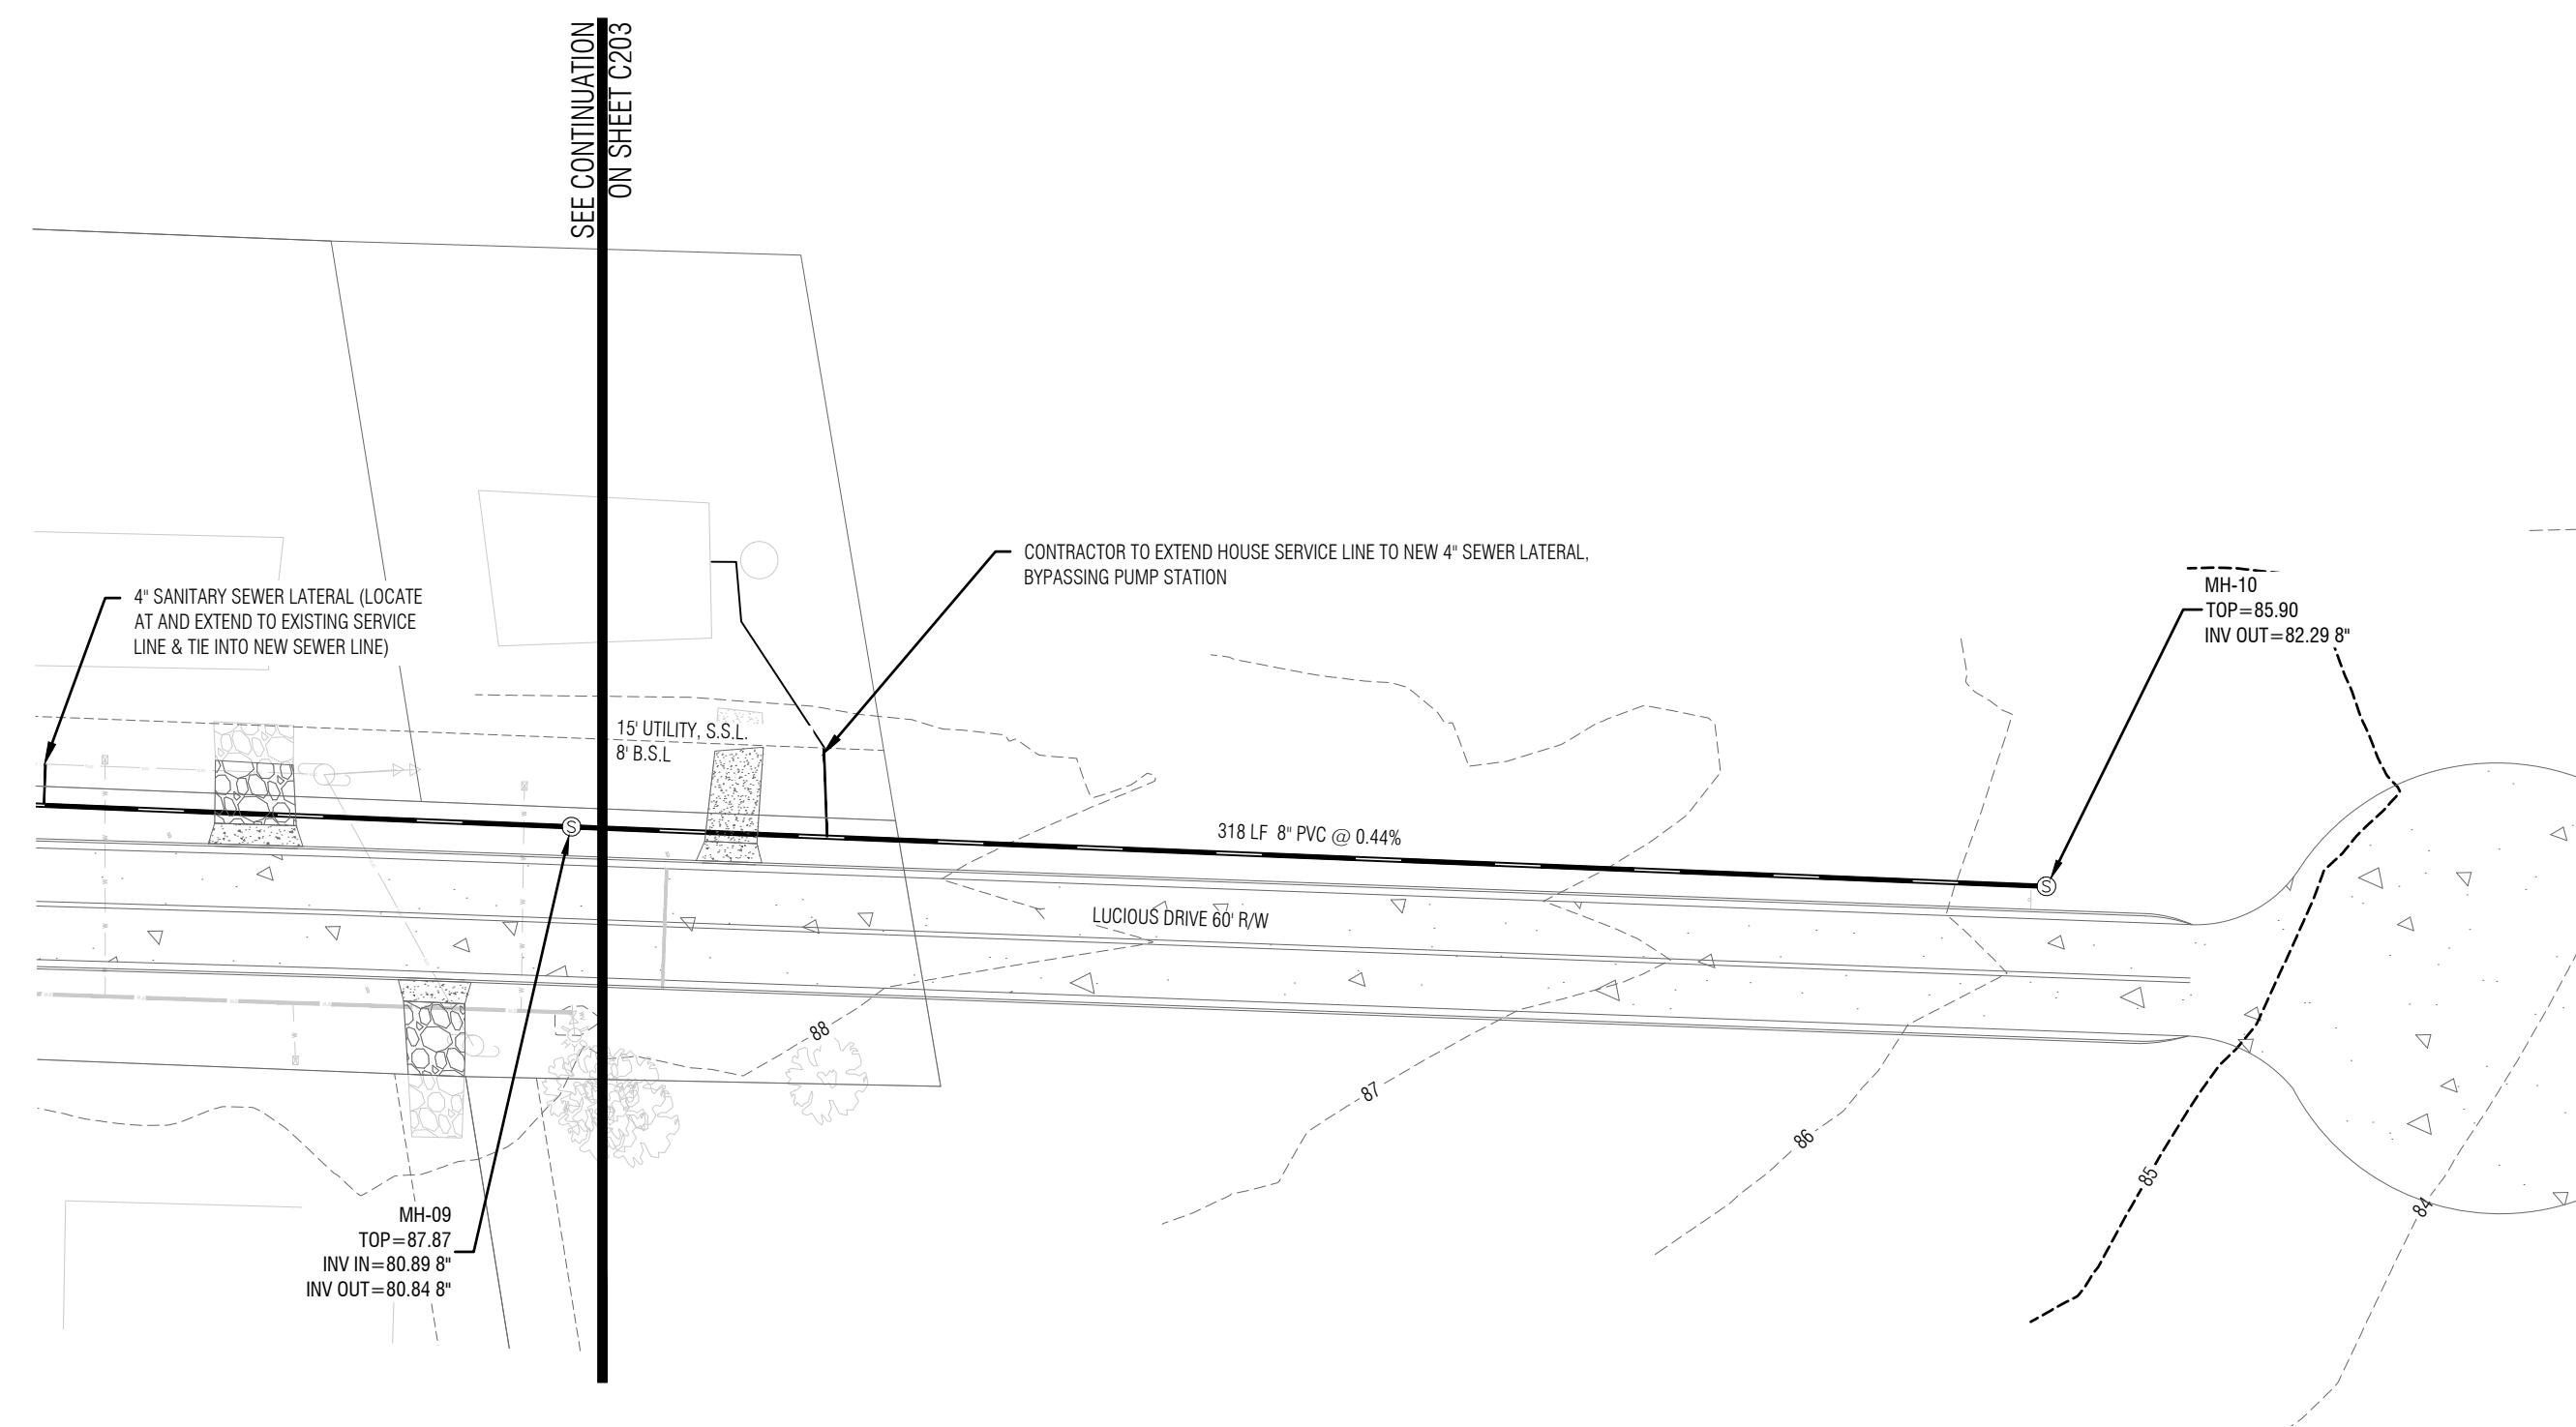 SEE CONTINUATION
ON SHEET C203
CONTRACTOR TO EXTEND HOUSE SERVICE LINE TO NEW 4" SEWER LATERAL,
BYPASSING PUMP STATION
4" SANITARY SEWER LATERAL (LOCATE
AT AND EXTEND TO EXISTING SERVICE
LINE & TIE INTO NEW SEWER LINE)
MH-10
TOP=85.90
INV OUT=82.29 8"
15' UTILITY, S.S.L.
8' B.S.L
S
318 LF 8" PVC @ 0.44%
S
LUCIOUS DRIVE 60' R/W
88
87
86
85
84
MH-09
TOP=87.87
INV IN=80.89 8"
INV OUT=80.84 8"